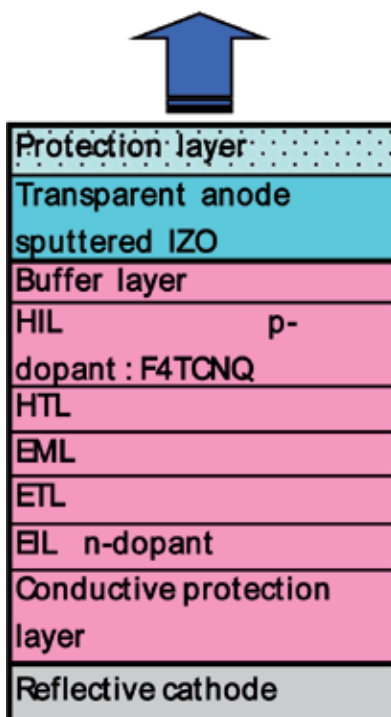 Protection layer
Transparent anode
sputtered IZO
Buffer layer
HIL p-
dopant : F4TCNQ
HTL
EML
ETL
EIL n-dopant
Conductive protection
layer
Reflective cathode